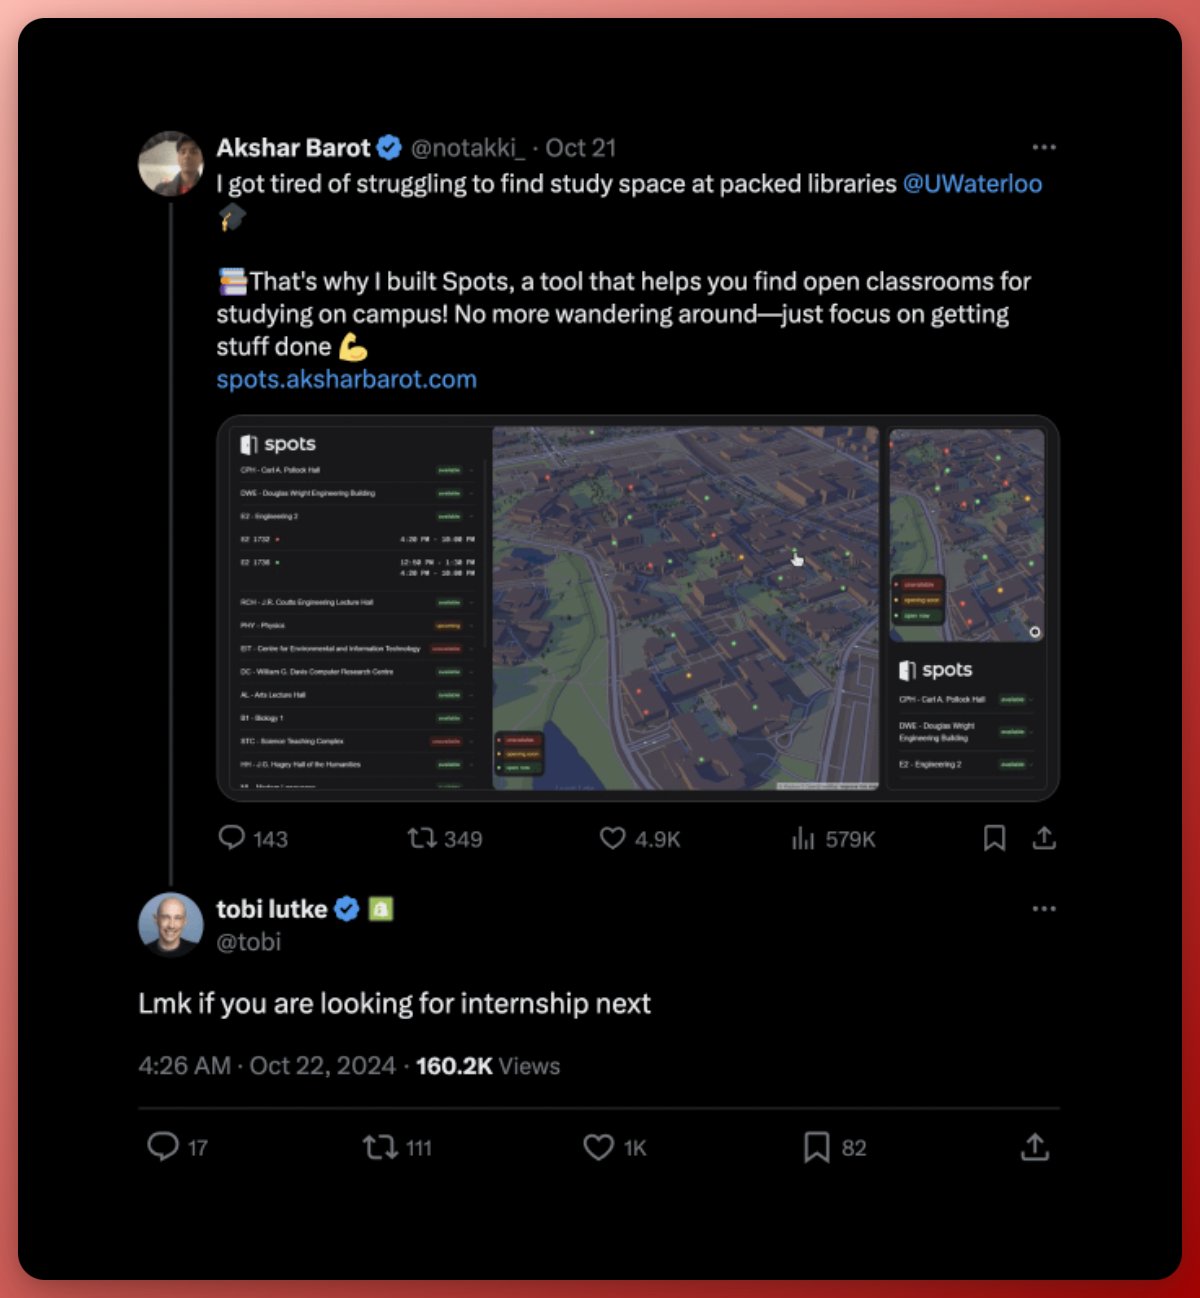 Akshar Barot @notakki_ · Oct 21
I got tired of struggling to find study space at packed libraries @UWaterloo
🎓
📚That's why I built Spots, a tool that helps you find open classrooms for
studying on campus! No more wandering around—just focus on getting
stuff done 💪
spots.aksharbarot.com
spots
CPH - Carl A. Pollock Hall available
DWE - Douglas Wright Engineering Building available
E2 - Engineering 2 available
E2 1732 4:20 PM - 10:00 PM
E2 1736 12:50 PM - 1:30 PM
4:20 PM - 10:00 PM
RCH - J.R. Coutts Engineering Lecture Hall available
PHY - Physics upcoming
EIT - Centre for Environmental and Information Technology unavailable
DC - William G. Davis Computer Research Centre available
AL - Arts Lecture Hall available
B1 - Biology 1 available
STC - Science Teaching Complex unavailable
HH - J.G. Hagey Hall of the Humanities available
unavailable
opening soon
open now
unavailable
opening soon
open now
spots
CPH - Carl A. Pollock Hall available
DWE - Douglas Wright
Engineering Building available
E2 - Engineering 2 available
143 349 4.9K 579K
tobi lutke
@tobi
Lmk if you are looking for internship next
4:26 AM · Oct 22, 2024 · 160.2K Views
17 111 1K 82